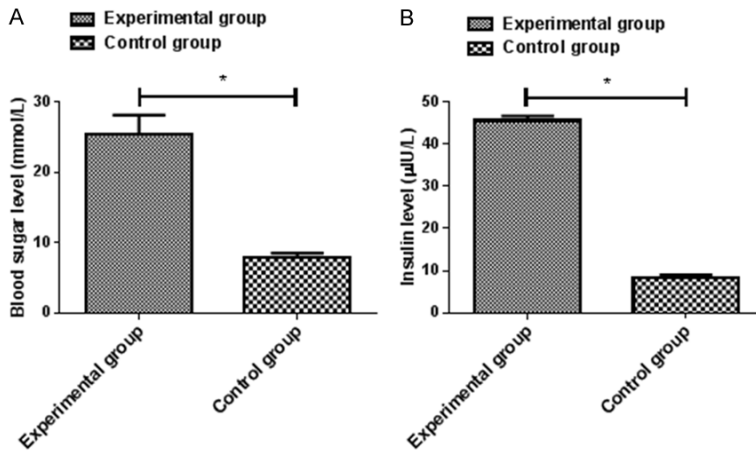 A
Experimental group
Control group
*
Blood sugar level (mmol/L)
30
20
10
0
Experimental group
Control group
B
Experimental group
Control group
*
Insulin level (µIU/L)
50
40
30
20
10
0
Experimental group
Control group